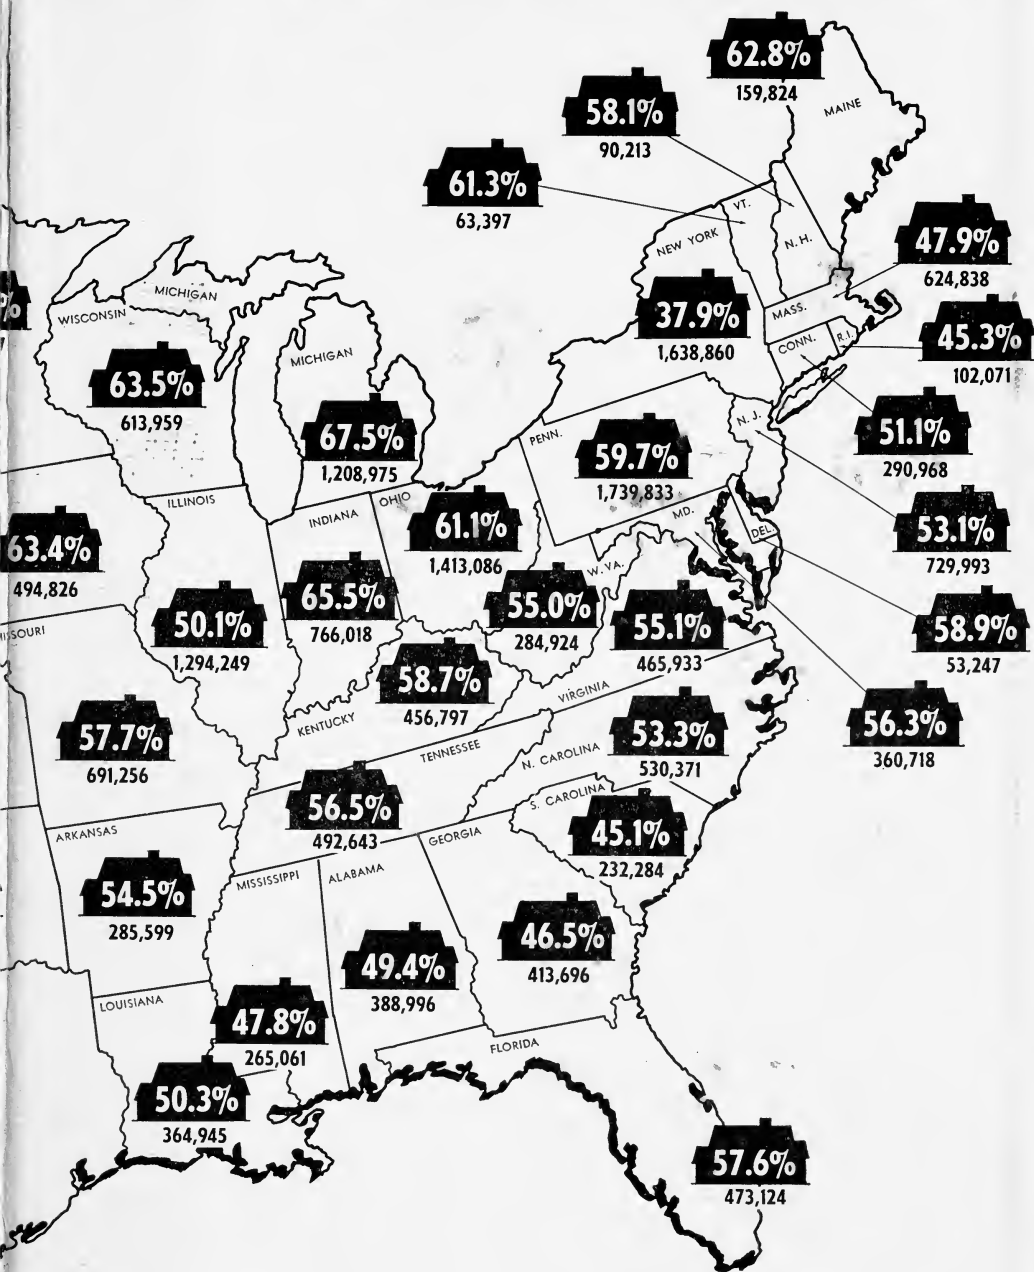 62.8%
159,824
MAINE
58.1%
90,213
61.3%
63,397
VT.
N.H.
NEW YORK
47.9%
624,838
MICHIGAN
WISCONSIN
37.9%
1,638,860
MASS.
CONN.
R.I.
45.3%
102,071
MICHIGAN
63.5%
613,959
67.5%
1,208,975
PENN.
59.7%
1,739,833
N. J.
51.1%
290,968
ILLINOIS
INDIANA
OHIO
61.1%
1,413,086
MD.
DEL.
53.1%
729,993
63.4%
494,826
W. VA.
50.1%
1,294,249
65.5%
766,018
55.0%
284,924
55.1%
465,933
58.9%
53,247
58.7%
456,797
KENTUCKY
VIRGINIA
57.7%
691,256
TENNESSEE
N. CAROLINA
53.3%
530,371
56.3%
360,718
56.5%
492,643
S. CAROLINA
45.1%
232,284
ARKANSAS
GEORGIA
54.5%
285,599
MISSISSIPPI
ALABAMA
46.5%
413,696
49.4%
388,996
LOUISIANA
47.8%
265,061
FLORIDA
50.3%
364,945
57.6%
473,124